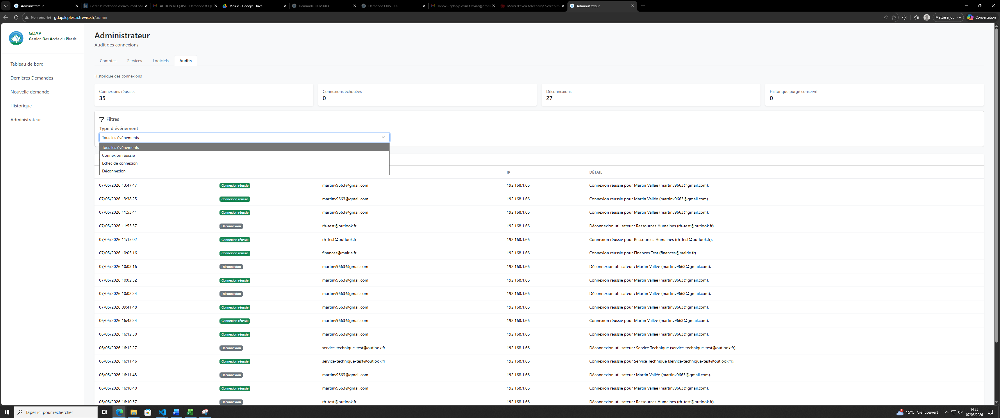 Administrateur
Gérer la méthode d'envoi mail SM
ACTION REQUISE : Demande #1 (
Mairie - Google Drive
Demande OUV-003
Demande OUV-002
Inbox - gdap.plessis.trevise@gma
Merci d'avoir téléchargé ScreenRe
Administrateur
Non sécurisé gdap.leplessistrevise.fr/admin
Mettre à jour
Conversation
GDAP
Gestion Des Accès du Plessis
Tableau de bord
Dernières Demandes
Nouvelle demande
Historique
Administrateur
Administrateur
Audit des connexions
Comptes Services Logiciels Audits
Historique des connexions
Connexions réussies
35
Connexions échouées
0
Déconnexions
27
Historique purgé conservé
0
Filtres
Type d'événement
Tous les événements
Tous les événements
Connexion réussie
Échec de connexion
Déconnexion
IP DÉTAIL
07/05/2026 13:47:47 Connexion réussie martinv9663@gmail.com 192.168.1.66 Connexion réussie pour Martin Vallée (martinv9663@gmail.com).
07/05/2026 13:38:25 Connexion réussie martinv9663@gmail.com 192.168.1.66 Connexion réussie pour Martin Vallée (martinv9663@gmail.com).
07/05/2026 11:53:41 Connexion réussie martinv9663@gmail.com 192.168.1.66 Connexion réussie pour Martin Vallée (martinv9663@gmail.com).
07/05/2026 11:53:37 Déconnexion rh-test@outlook.fr 192.168.1.66 Déconnexion utilisateur : Ressources Humaines (rh-test@outlook.fr).
07/05/2026 11:15:02 Connexion réussie rh-test@outlook.fr 192.168.1.66 Connexion réussie pour Ressources Humaines (rh-test@outlook.fr).
07/05/2026 10:05:16 Connexion réussie finances@mairie.fr 192.168.1.66 Connexion réussie pour Finances Test (finances@mairie.fr).
07/05/2026 10:03:16 Déconnexion martinv9663@gmail.com 192.168.1.66 Déconnexion utilisateur : Martin Vallée (martinv9663@gmail.com).
07/05/2026 10:02:32 Connexion réussie martinv9663@gmail.com 192.168.1.66 Connexion réussie pour Martin Vallée (martinv9663@gmail.com).
07/05/2026 10:02:24 Déconnexion martinv9663@gmail.com 192.168.1.66 Déconnexion utilisateur : Martin Vallée (martinv9663@gmail.com).
07/05/2026 09:41:48 Connexion réussie martinv9663@gmail.com 192.168.1.66 Connexion réussie pour Martin Vallée (martinv9663@gmail.com).
06/05/2026 16:43:34 Connexion réussie martinv9663@gmail.com 192.168.1.66 Connexion réussie pour Martin Vallée (martinv9663@gmail.com).
06/05/2026 16:12:30 Connexion réussie martinv9663@gmail.com 192.168.1.66 Connexion réussie pour Martin Vallée (martinv9663@gmail.com).
06/05/2026 16:12:27 Déconnexion service-technique-test@outlook.fr 192.168.1.66 Déconnexion utilisateur : Service Technique (service-technique-test@outlook.fr).
06/05/2026 16:11:46 Connexion réussie service-technique-test@outlook.fr 192.168.1.66 Connexion réussie pour Service Technique (service-technique-test@outlook.fr).
06/05/2026 16:11:43 Déconnexion martinv9663@gmail.com 192.168.1.66 Déconnexion utilisateur : Martin Vallée (martinv9663@gmail.com).
06/05/2026 16:10:40 Connexion réussie martinv9663@gmail.com 192.168.1.66 Connexion réussie pour Martin Vallée (martinv9663@gmail.com).
06/05/2026 16:10:37 Déconnexion rh-test@outlook.fr 192.168.1.66 Déconnexion utilisateur : Ressources Humaines (rh-test@outlook.fr).
Taper ici pour rechercher
2
15°C Ciel couvert
14:25
07/05/2026